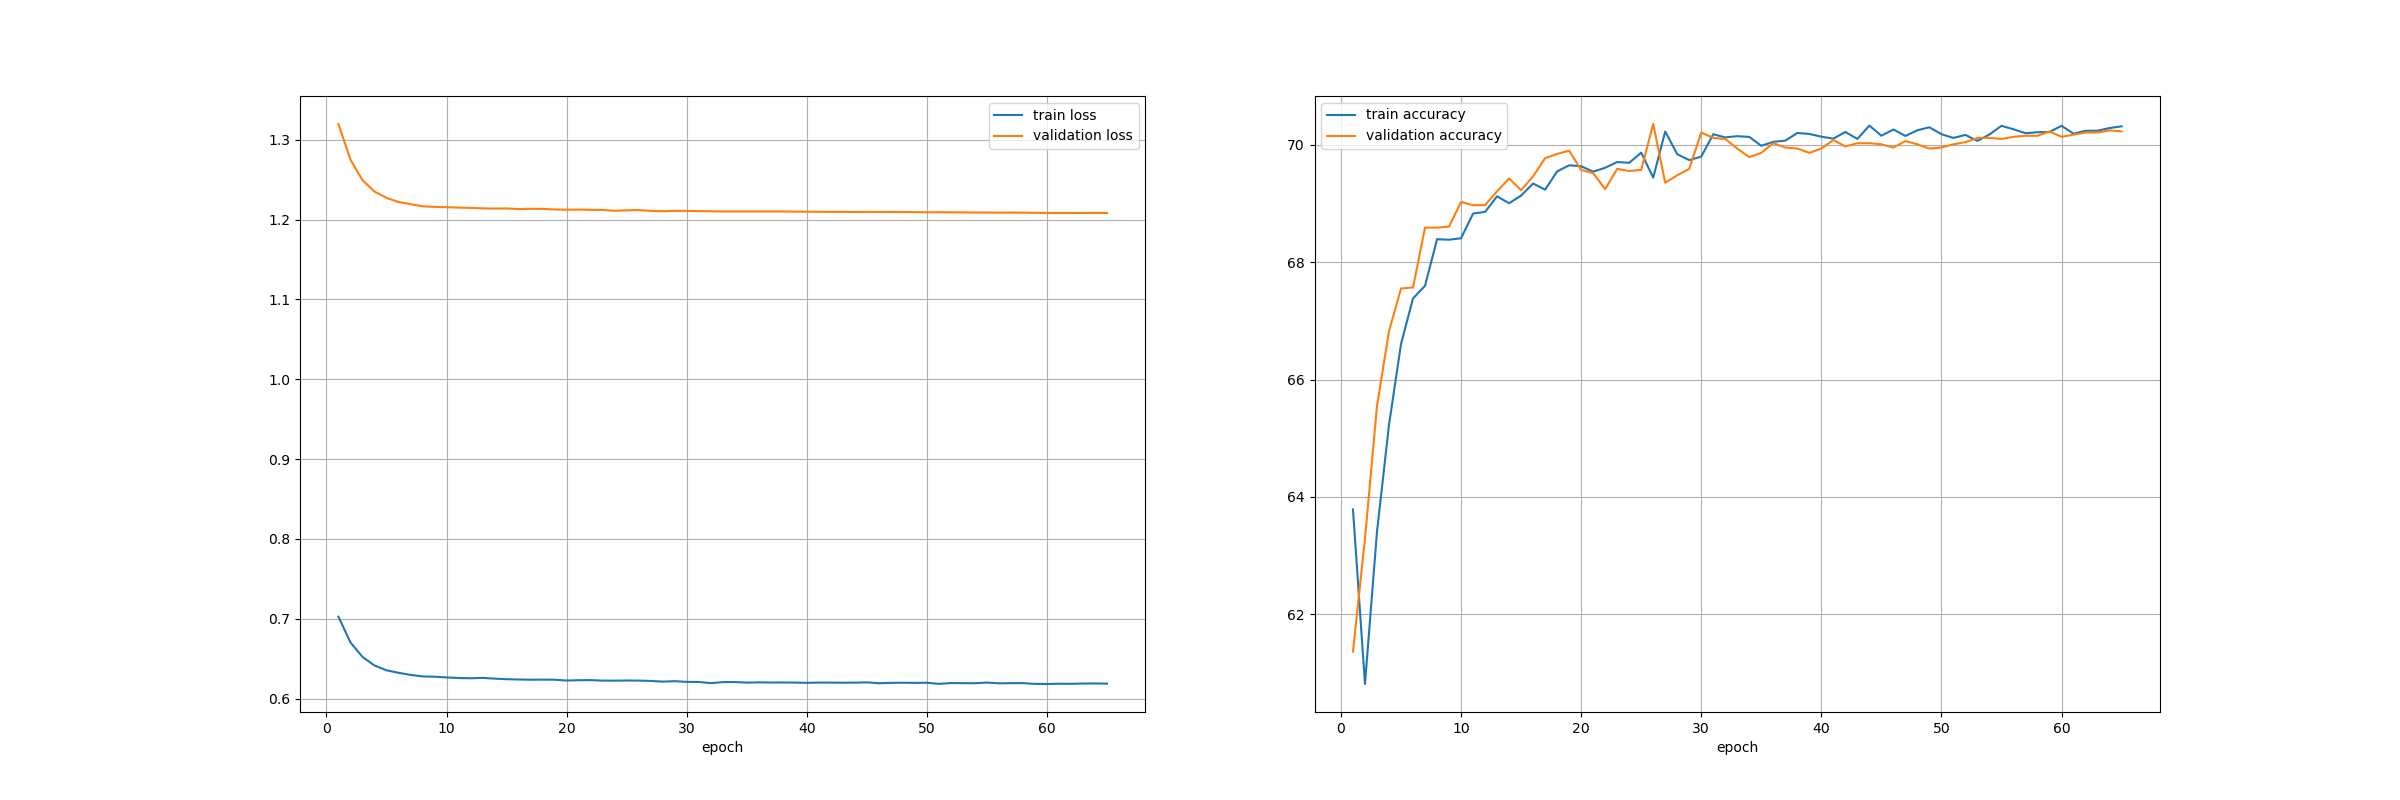 train loss
validation loss
1.3
1.2
1.1
1.0
0.9
0.8
0.7
0.6
0 10 20 30 40 50 60
epoch
train accuracy
validation accuracy
70
68
66
64
62
0 10 20 30 40 50 60
epoch